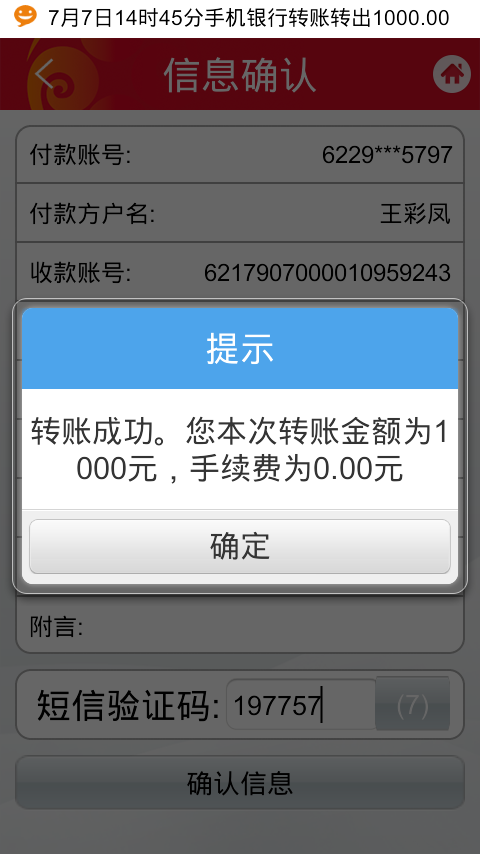 7月7日14时45分手机银行转账转出1000.00
信息确认
付款账号: 6229***5797
付款方户名: 王彩凤
收款账号: 6217907000010959243
提示
转账成功。您本次转账金额为1
000元，手续费为0.00元
确定
附言:
短信验证码: 197757 (7)
确认信息